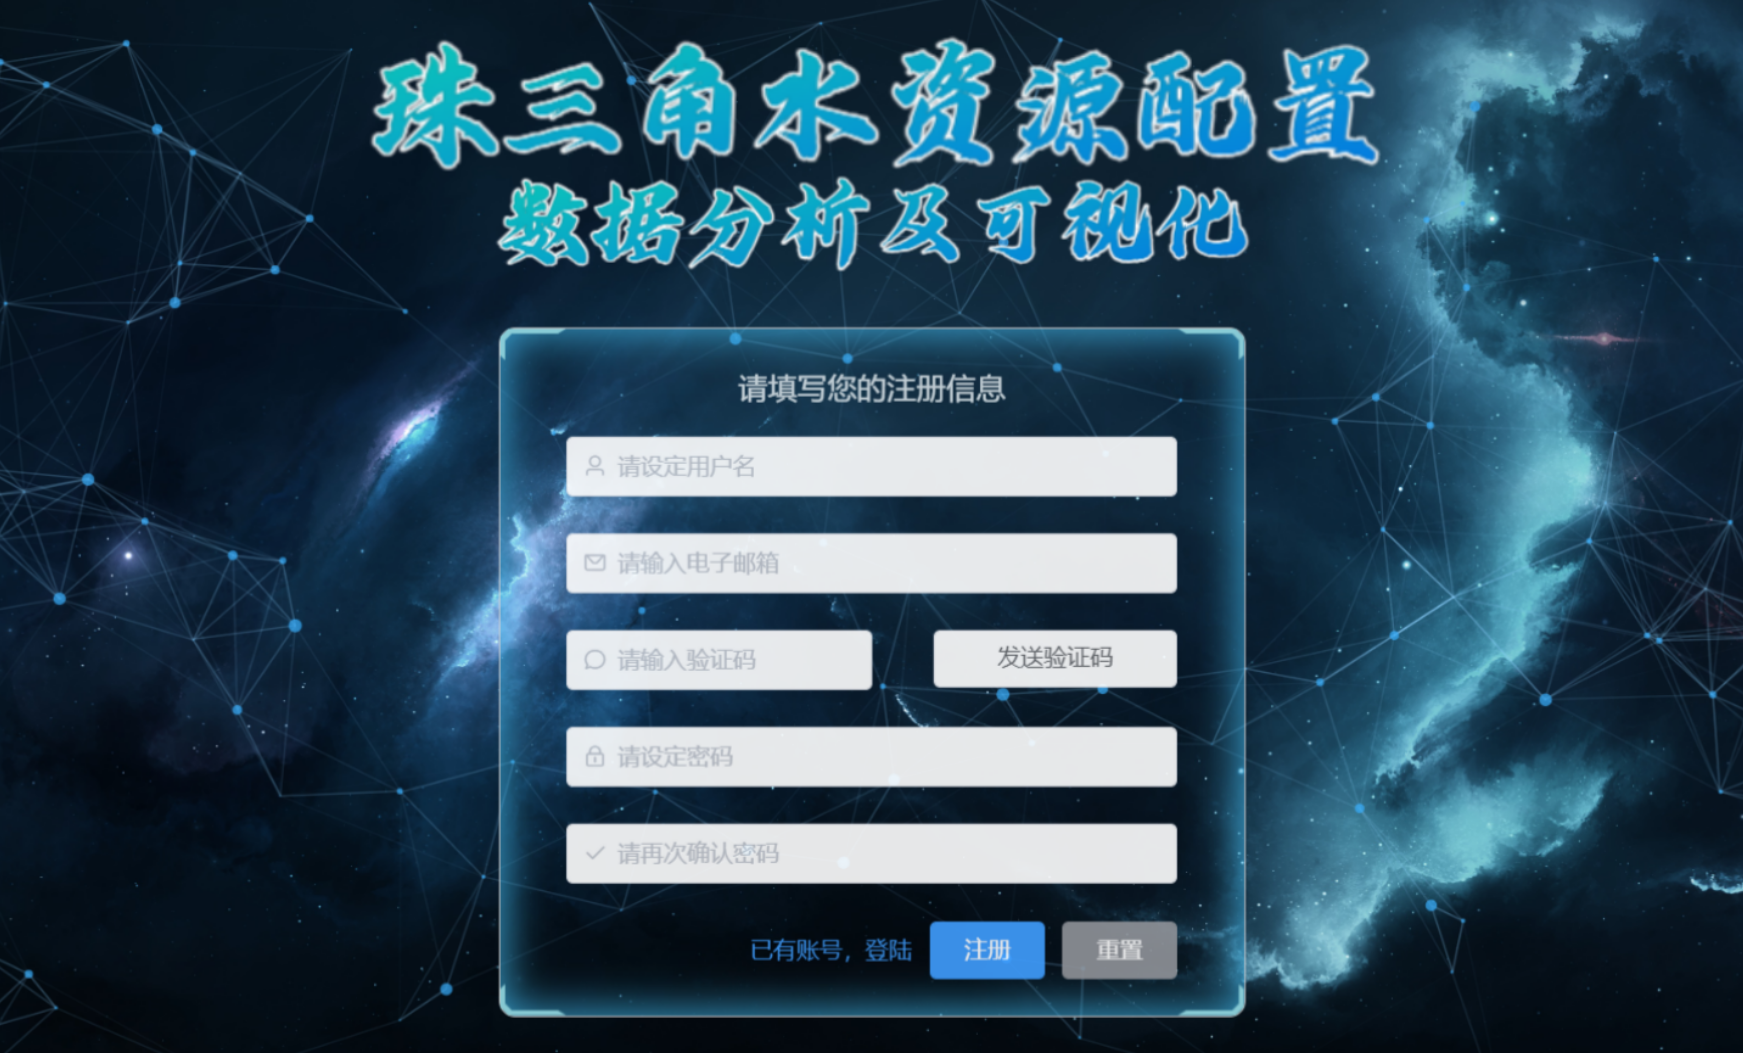 珠三角水资源配置
数据分析及可视化
请填写您的注册信息
请设定用户名
请输入电子邮箱
请输入验证码
发送验证码
请设定密码
请再次确认密码
已有账号，登陆
注册
重置